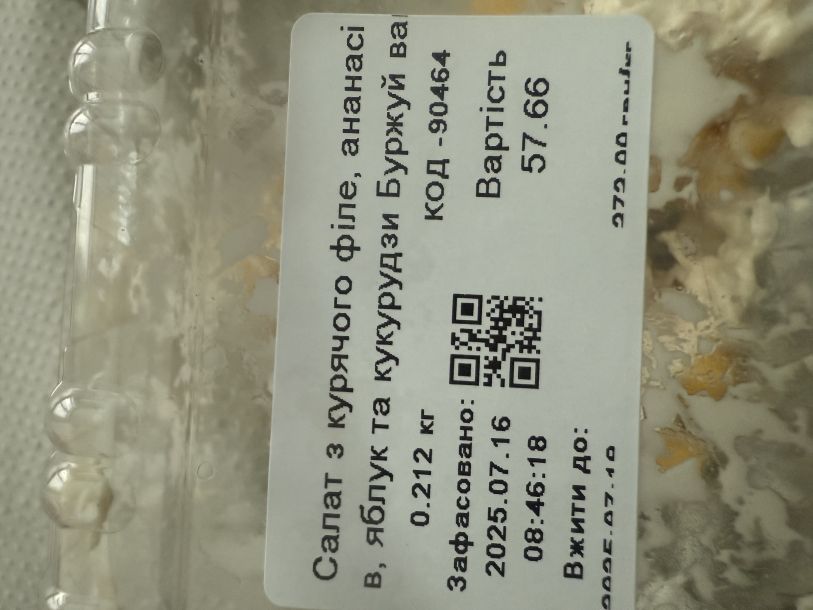 Салат з курячого філе, ананасі
в, яблук та кукурудзи Буржуй ва
0.212 кг
КОД -90464
Зафасовано:
2025.07.16
08:46:18
Вартість
57.66
Вжити до: